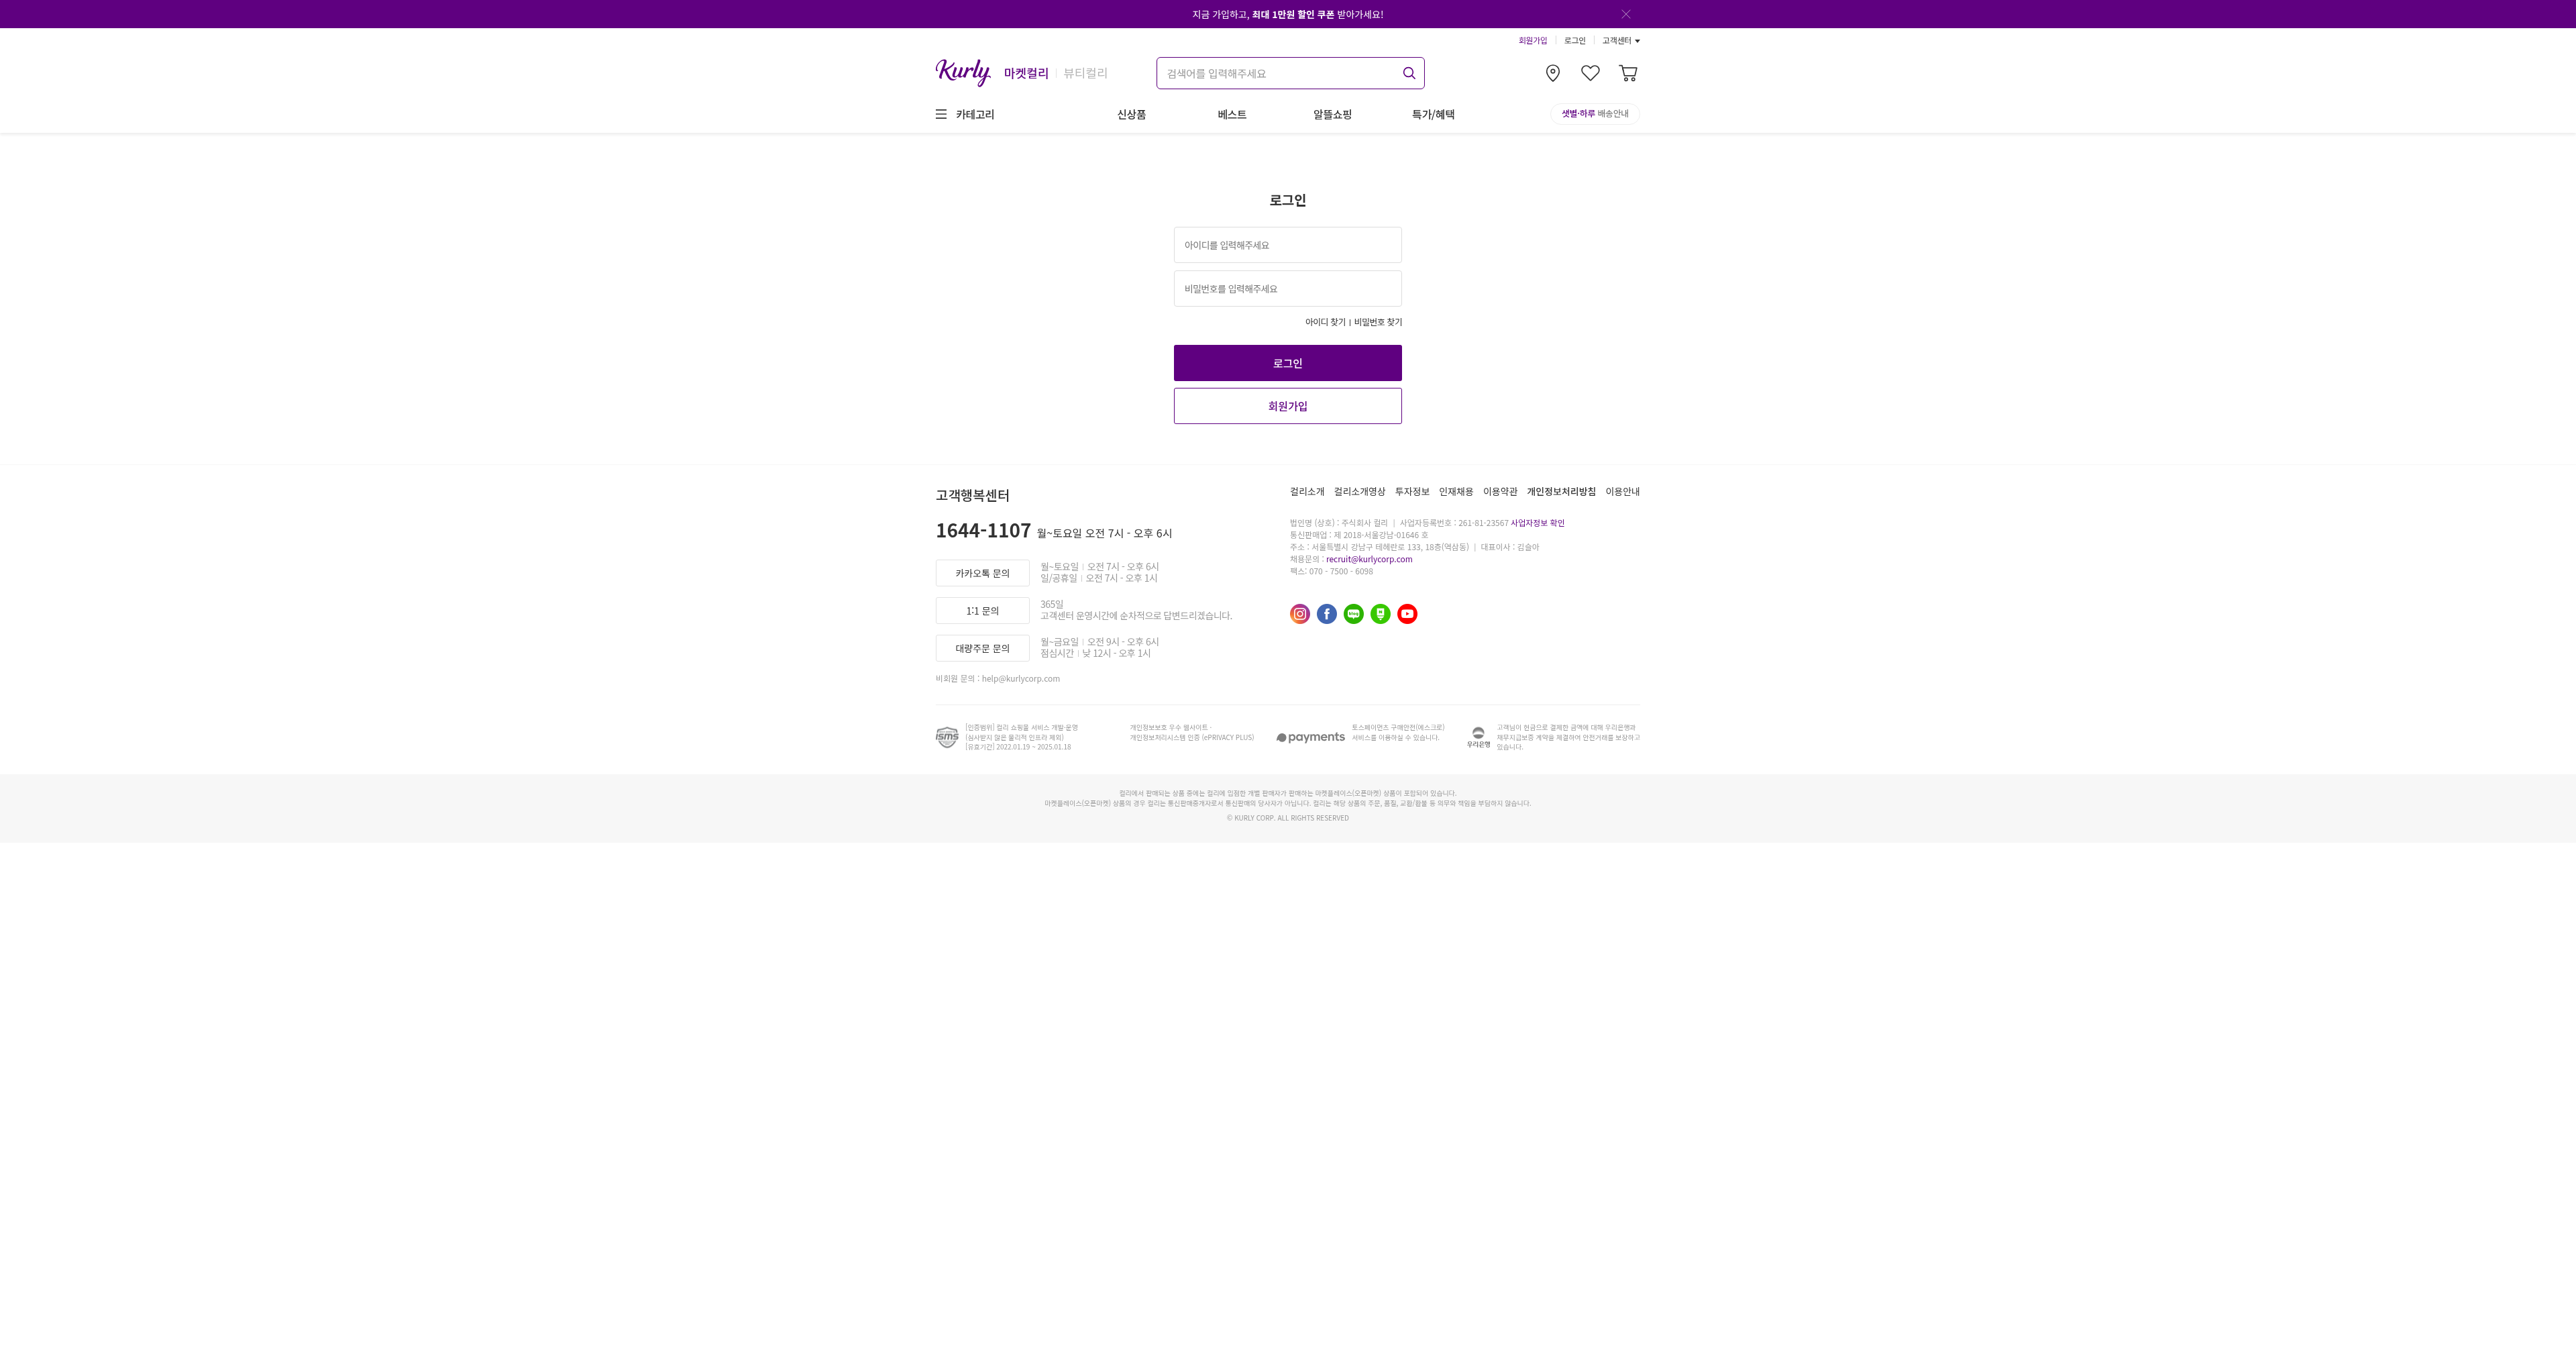 지금 가입하고, 최대 1만원 할인 쿠폰 받아가세요!
회원가입 로그인 고객센터
Kurly 마켓컬리 뷰티컬리
검색어를 입력해주세요
카테고리 신상품 베스트 알뜰쇼핑 특가/혜택 샛별·하루 배송안내
로그인
아이디를 입력해주세요
비밀번호를 입력해주세요
아이디 찾기 | 비밀번호 찾기
로그인
회원가입
고객행복센터
1644-1107 월~토요일 오전 7시 - 오후 6시
카카오톡 문의
월~토요일 | 오전 7시 - 오후 6시
일/공휴일 | 오전 7시 - 오후 1시
1:1 문의
365일
고객센터 운영시간에 순차적으로 답변드리겠습니다.
대량주문 문의
월~금요일 | 오전 9시 - 오후 6시
점심시간 | 낮 12시 - 오후 1시
비회원 문의 : help@kurlycorp.com
컬리소개 컬리소개영상 투자정보 인재채용 이용약관 개인정보처리방침 이용안내
법인명 (상호) : 주식회사 컬리 | 사업자등록번호 : 261-81-23567 사업자정보 확인
통신판매업 : 제 2018-서울강남-01646 호
주소 : 서울특별시 강남구 테헤란로 133, 18층(역삼동) | 대표이사 : 김슬아
채용문의 : recruit@kurlycorp.com
팩스: 070 - 7500 - 6098
blog
isms
[인증범위] 컬리 쇼핑몰 서비스 개발·운영
(심사받지 않은 물리적 인프라 제외)
[유효기간] 2022.01.19 ~ 2025.01.18
개인정보보호 우수 웹사이트 ·
개인정보처리시스템 인증 (ePRIVACY PLUS)
payments
토스페이먼츠 구매안전(에스크로)
서비스를 이용하실 수 있습니다.
우리은행
고객님이 현금으로 결제한 금액에 대해 우리은행과
채무지급보증 계약을 체결하여 안전거래를 보장하고
있습니다.
컬리에서 판매되는 상품 중에는 컬리에 입점한 개별 판매자가 판매하는 마켓플레이스(오픈마켓) 상품이 포함되어 있습니다.
마켓플레이스(오픈마켓) 상품의 경우 컬리는 통신판매중개자로서 통신판매의 당사자가 아닙니다. 컬리는 해당 상품의 주문, 품질, 교환/환불 등 의무와 책임을 부담하지 않습니다.
© KURLY CORP. ALL RIGHTS RESERVED